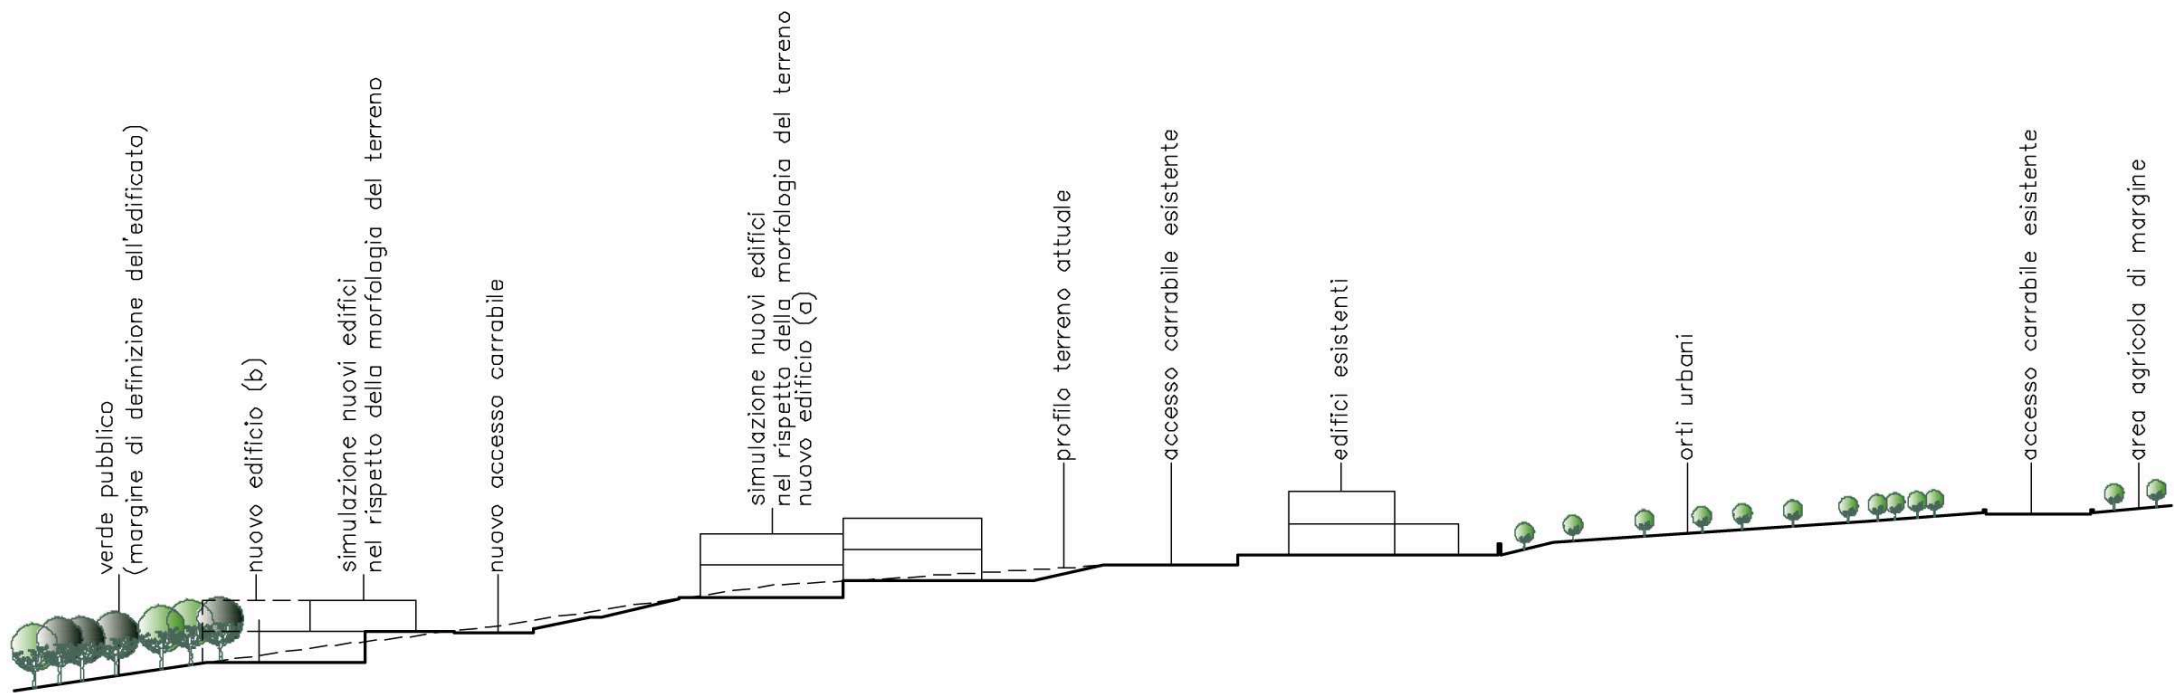 verde pubblico
(margine di definizione dell'edificato)
nuovo edificio (b)
simulazione nuovi edifici
nel rispetto della morfologia del terreno
nuovo accesso carrabile
simulazione nuovi edifici
nel rispetto della morfologia del terreno
nuovo edificio (a)
profilo terreno attuale
accesso carrabile esistente
edifici esistenti
orti urbani
accesso carrabile esistente
area agricola di margine